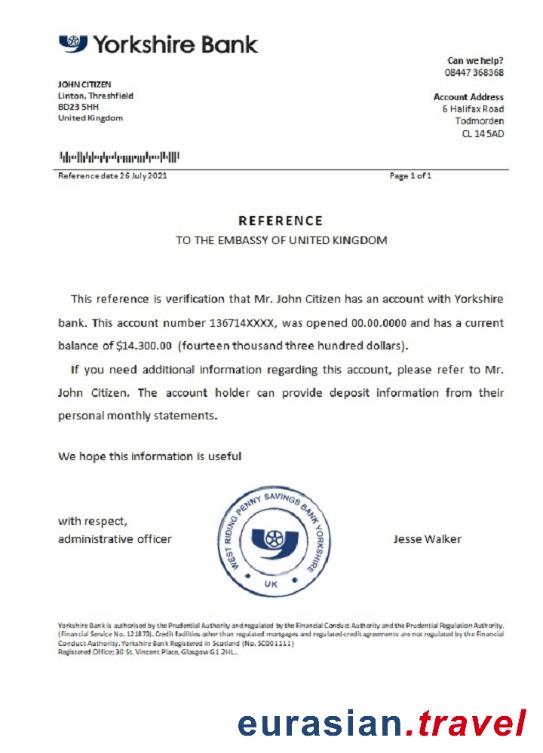 Yorkshire Bank
Can we help?
08447 368368
JOHN CITIZEN
Linton, Threshfield
BD23 5HH
United Kingdom
Account Address
6 Halifax Road
Todmorden
CL 14 5AD
Reference date 26 July 2021
Page 1 of 1
REFERENCE
TO THE EMBASSY OF UNITED KINGDOM
This reference is verification that Mr. John Citizen has an account with Yorkshire
bank. This account number 136714XXXX, was opened 00.00.0000 and has a current
balance of $14.300.00 (fourteen thousand three hundred dollars).
If you need additional information regarding this account, please refer to Mr.
John Citizen. The account holder can provide deposit information from their
personal monthly statements.
We hope this information is useful
with respect,
administrative officer
WEST RIDING PENNY SAVINGS BANK YORKSHIRE
UK
Jesse Walker
Yorkshire Bank is authorised by the Prudential Authority and regulated by the Financial Conduct Authority and the Prudential Regulation Authority.
(Financial Service No. 121873). Credit facilities other than regulated mortgages and regulated credit agreements are not regulated by the Financial
Conduct Authority. Yorkshire Bank Registered in Scotland (No. SC001111)
Registered Office; 30 St. Vincent Place, Glasgow G1 2HL..
eurasian.travel